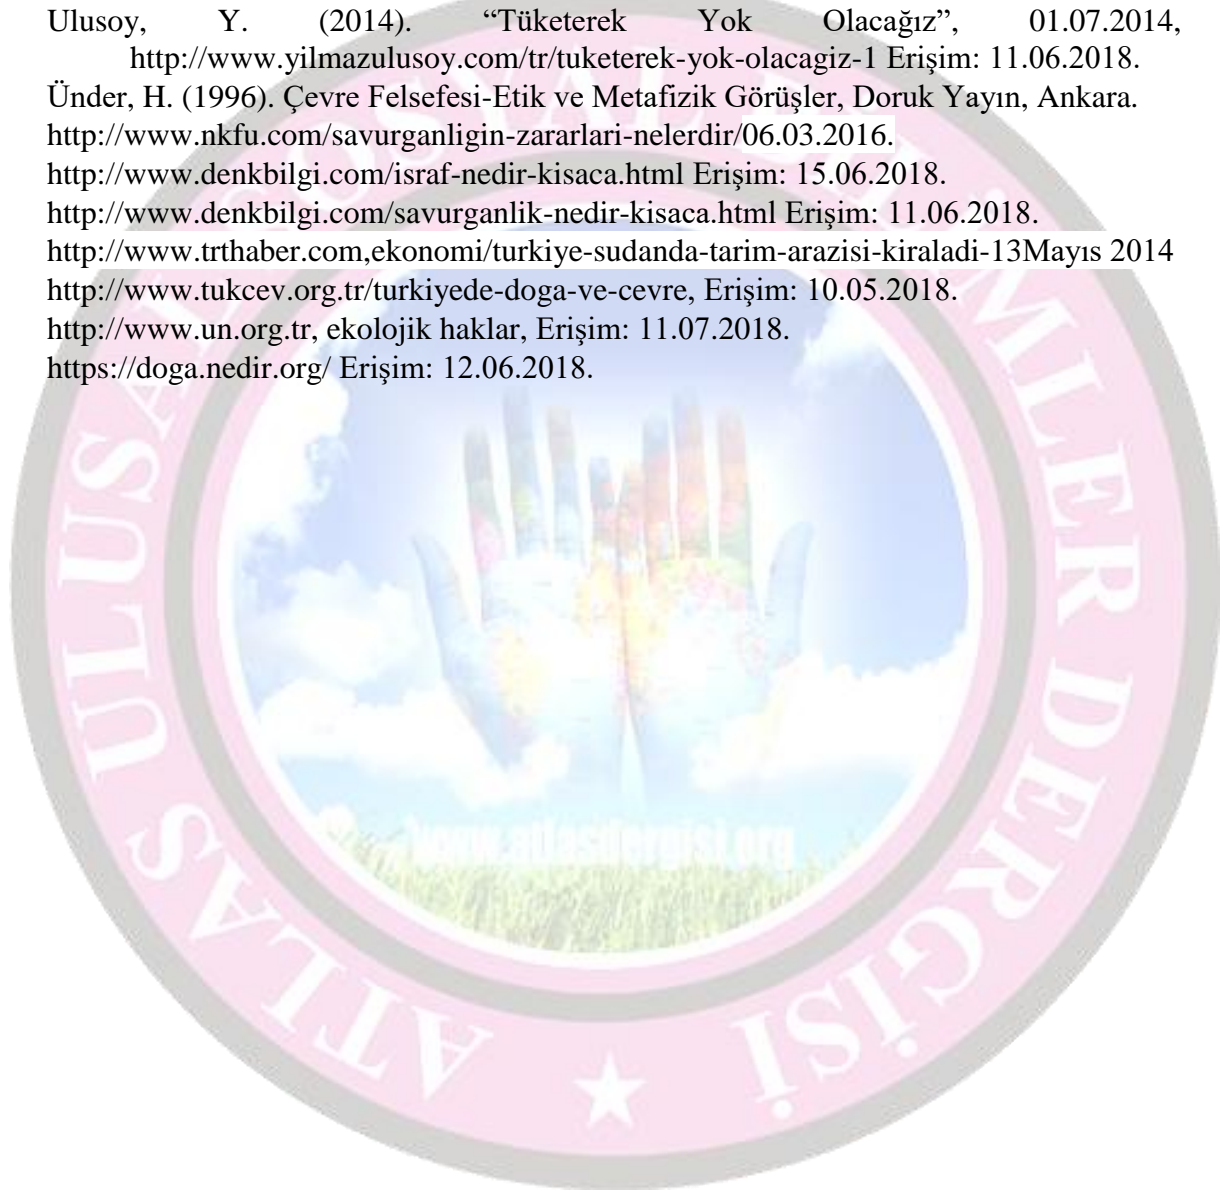 Ulusoy, Y. (2014). “Tüketerek Yok Olacağız”, 01.07.2014,
http://www.yilmazulusoy.com/tr/tuketerek-yok-olacagiz-1 Erişim: 11.06.2018.
Ünder, H. (1996). Çevre Felsefesi-Etik ve Metafizik Görüşler, Doruk Yayın, Ankara.
http://www.nkfu.com/savurganligin-zararlari-nelerdir/06.03.2016.
http://www.denkbilgi.com/israf-nedir-kisaca.html Erişim: 15.06.2018.
http://www.denkbilgi.com/savurganlik-nedir-kisaca.html Erişim: 11.06.2018.
http://www.trthaber.com,ekonomi/turkiye-sudanda-tarim-arazisi-kiraladi-13Mayıs 2014
http://www.tukcev.org.tr/turkiyede-doga-ve-cevre, Erişim: 10.05.2018.
http://www.un.org.tr, ekolojik haklar, Erişim: 11.07.2018.
https://doga.nedir.org/ Erişim: 12.06.2018.
ATLAS ULUSAL SOSYAL BİLİMLER DERGİSİ
www.atlasdergisi.org